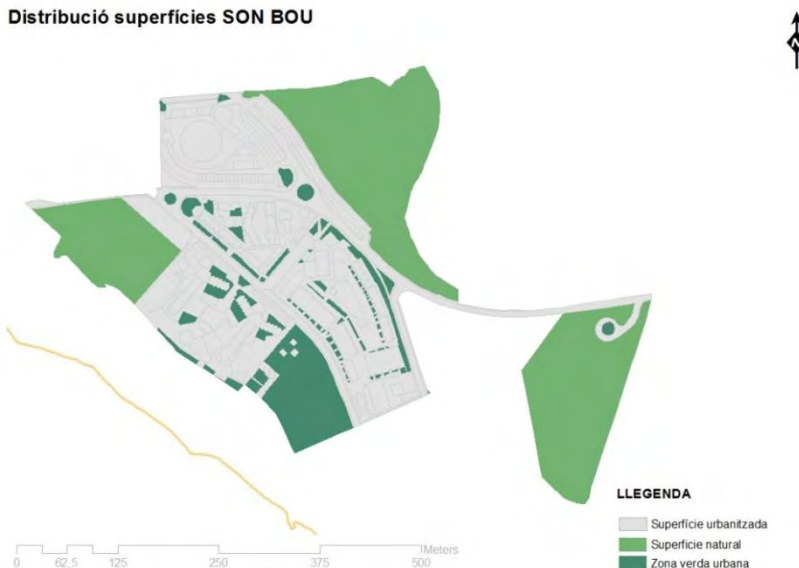 Distribució superfícies SON BOU
N
LLEGENDA
Superfície urbanitzada
Superfície natural
Zona verda urbana
Meters
0 62,5 125 250 375 500